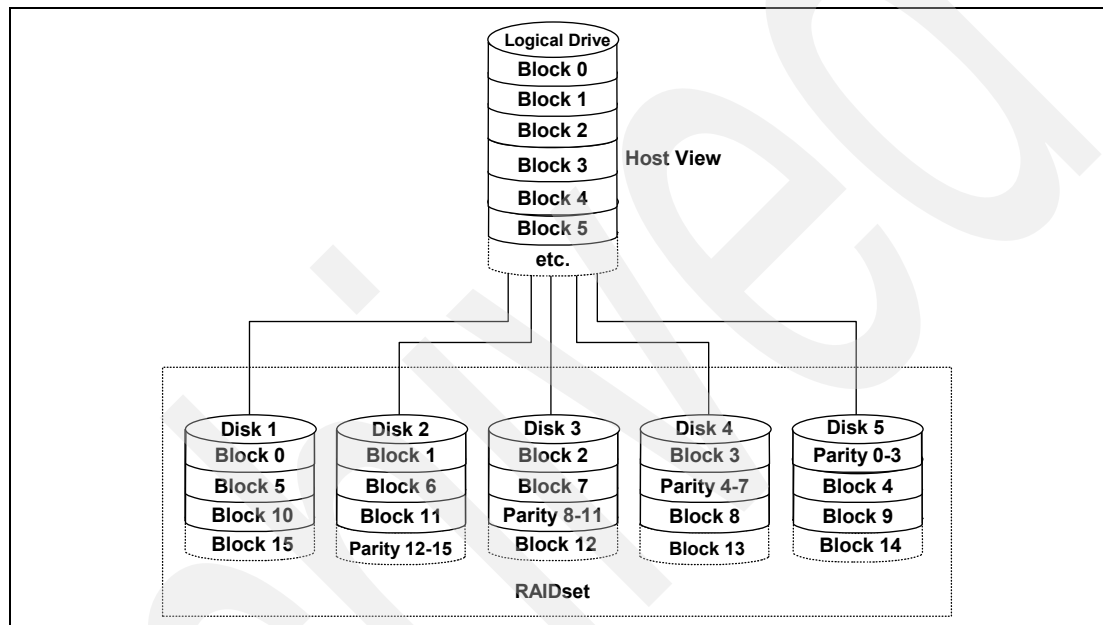 Logical Drive
Block 0
Block 1
Block 2
Block 3
Block 4
Block 5
etc.
Host View
Disk 1
Block 0
Block 5
Block 10
Block 15
Disk 2
Block 1
Block 6
Block 11
Parity 12-15
Disk 3
Block 2
Block 7
Parity 8-11
Block 12
Disk 4
Block 3
Parity 4-7
Block 8
Block 13
Disk 5
Parity 0-3
Block 4
Block 9
Block 14
RAIDset